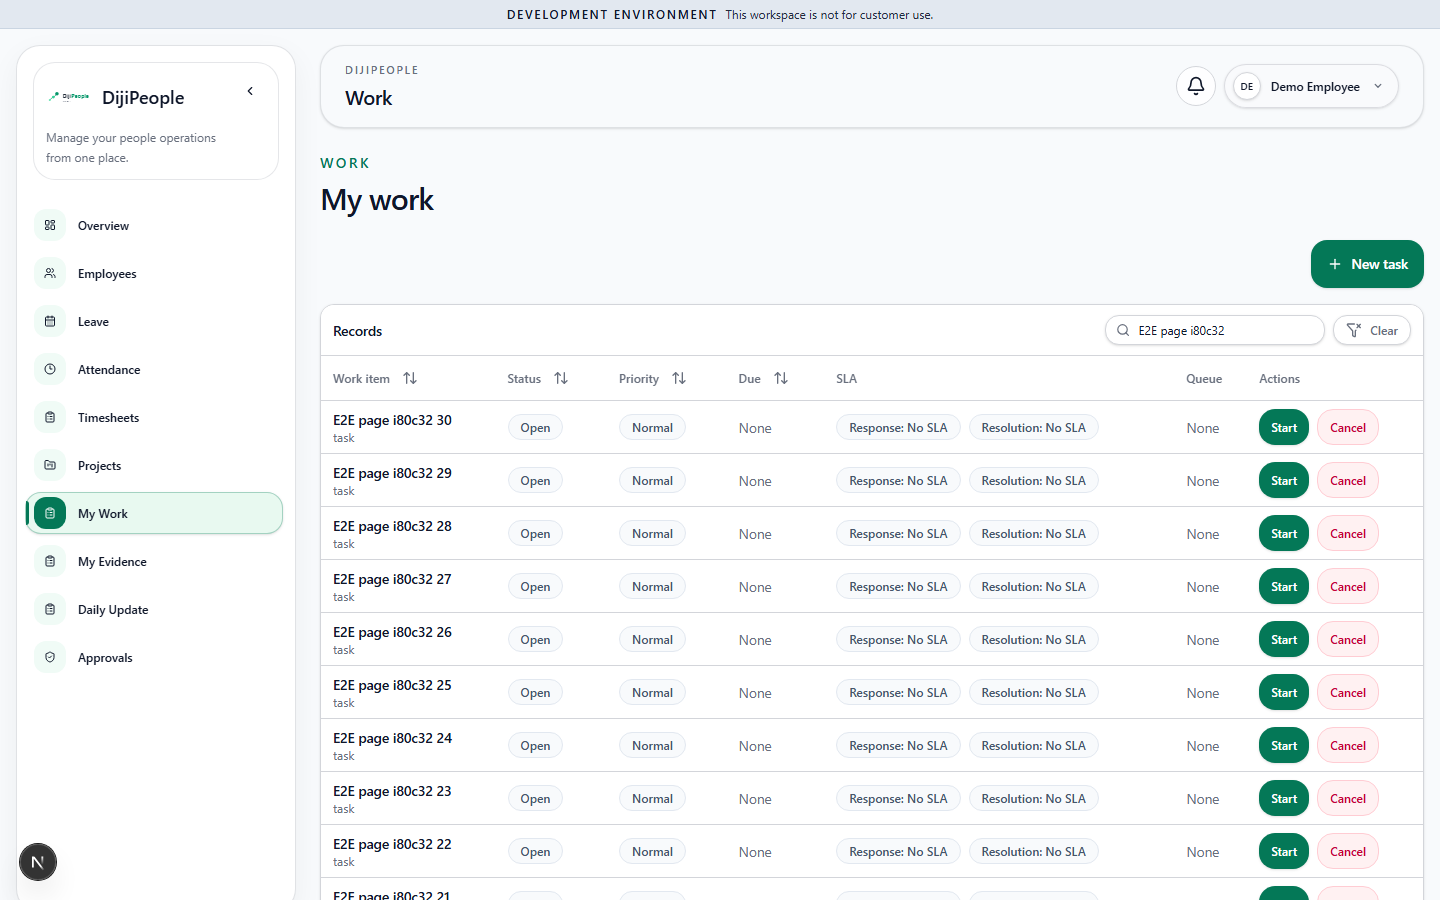 DEVELOPMENT ENVIRONMENT This workspace is not for customer use.
DijiPeople
DijiPeople
Manage your people operations
from one place.
Overview
Employees
Leave
Attendance
Timesheets
Projects
My Work
My Evidence
Daily Update
Approvals
N
DIJIPEOPLE
Work
DE Demo Employee
WORK
My work
+ New task
Records E2E page i80c32 Clear
Work item Status Priority Due SLA Queue Actions
E2E page i80c32 30
task
Open Normal None Response: No SLA Resolution: No SLA None Start Cancel
E2E page i80c32 29
task
Open Normal None Response: No SLA Resolution: No SLA None Start Cancel
E2E page i80c32 28
task
Open Normal None Response: No SLA Resolution: No SLA None Start Cancel
E2E page i80c32 27
task
Open Normal None Response: No SLA Resolution: No SLA None Start Cancel
E2E page i80c32 26
task
Open Normal None Response: No SLA Resolution: No SLA None Start Cancel
E2E page i80c32 25
task
Open Normal None Response: No SLA Resolution: No SLA None Start Cancel
E2E page i80c32 24
task
Open Normal None Response: No SLA Resolution: No SLA None Start Cancel
E2E page i80c32 23
task
Open Normal None Response: No SLA Resolution: No SLA None Start Cancel
E2E page i80c32 22
task
Open Normal None Response: No SLA Resolution: No SLA None Start Cancel
E2E page i80c32 21